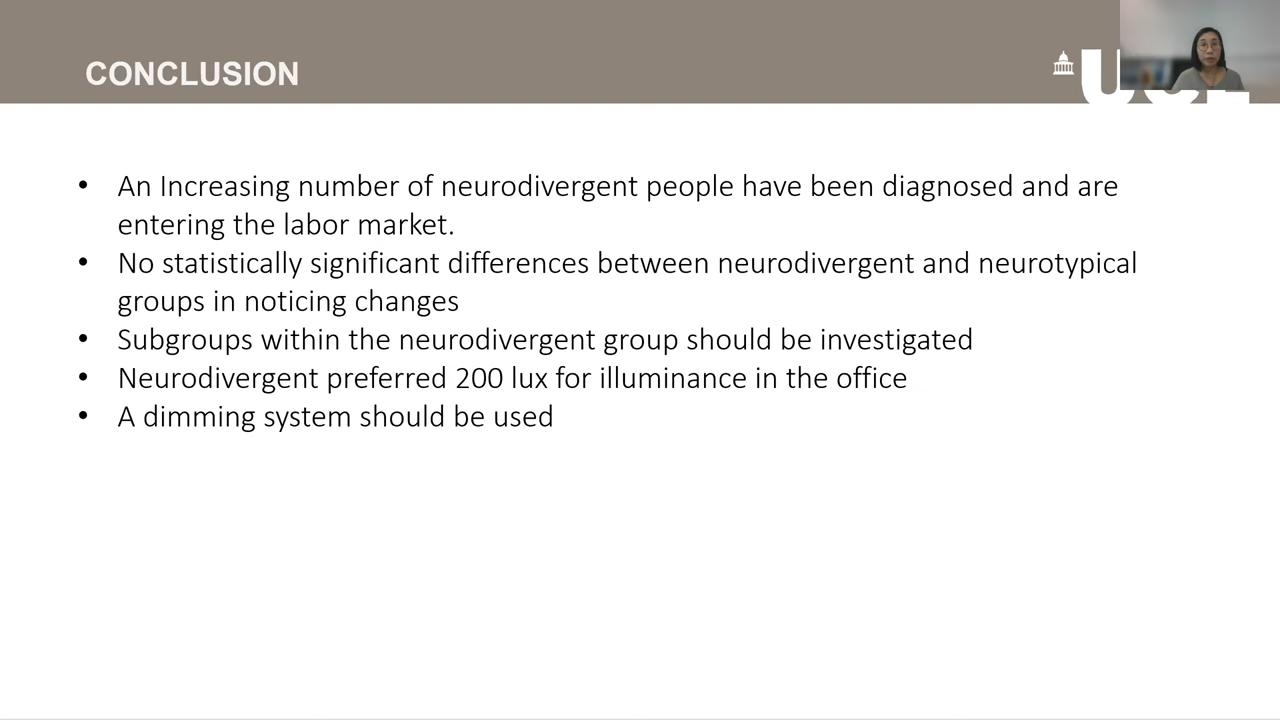 CONCLUSION
• An Increasing number of neurodivergent people have been diagnosed and are
entering the labor market.
• No statistically significant differences between neurodivergent and neurotypical
groups in noticing changes
• Subgroups within the neurodivergent group should be investigated
• Neurodivergent preferred 200 lux for illuminance in the office
• A dimming system should be used